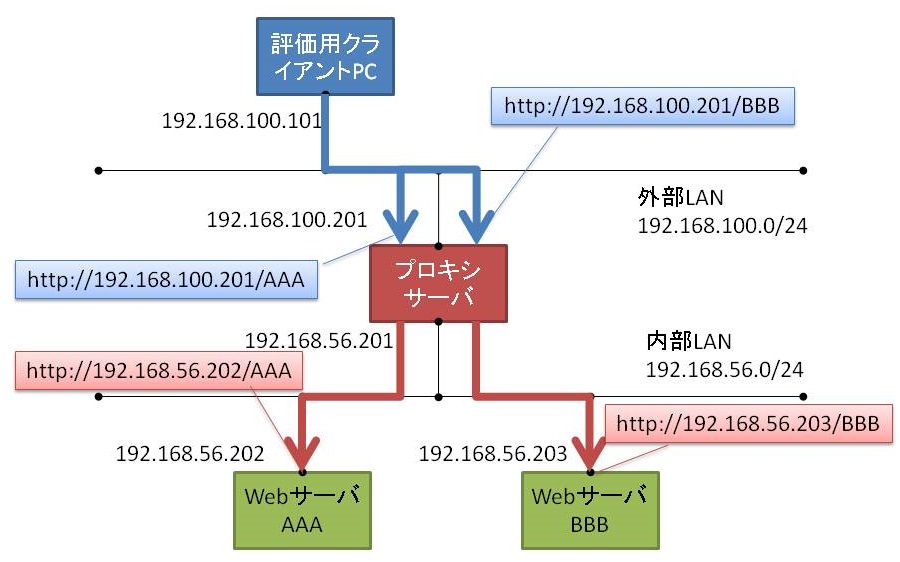 評価用クラ
イアントPC
192.168.100.101
http://192.168.100.201/BBB
外部LAN
192.168.100.0/24
192.168.100.201
http://192.168.100.201/AAA
プロキシ
サーバ
192.168.56.201
内部LAN
192.168.56.0/24
http://192.168.56.202/AAA
http://192.168.56.203/BBB
192.168.56.202
192.168.56.203
Webサーバ
AAA
Webサーバ
BBB